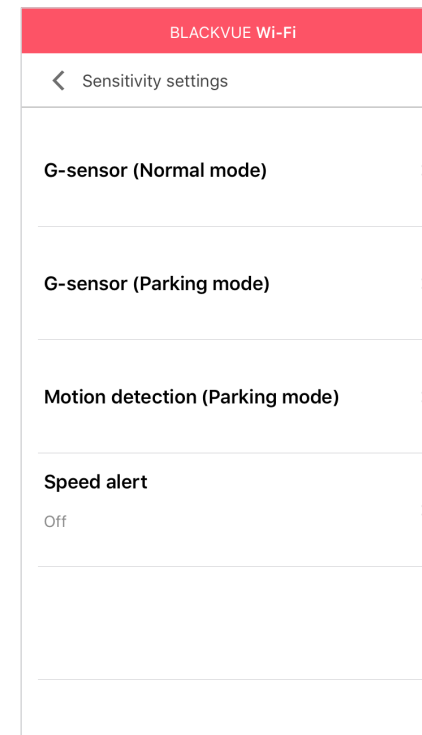 BLACKVUE Wi-Fi
Sensitivity settings
G-sensor (Normal mode)
G-sensor (Parking mode)
Motion detection (Parking mode)
Speed alert
Off